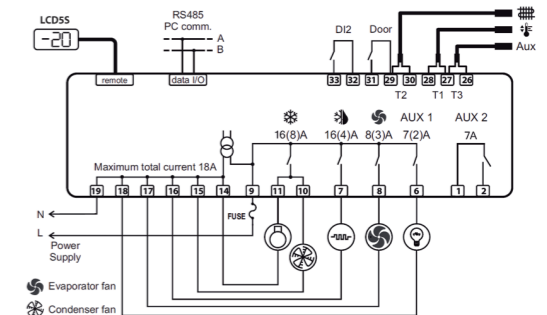 LCD5S
-20
RS485
PC comm.
A
B
DI2
Door
Aux
remote
data I/O
33 32 31 29 30 28 27 26
T2 T1 T3
AUX 1 AUX 2
16(8)A 16(4)A 8(3)A 7(2)A 7A
Maximum total current 18A
19 18 17 16 15 14 9 11 10 7 8 6 1 2
N
FUSE
L
Power
Supply
Evaporator fan
Condenser fan